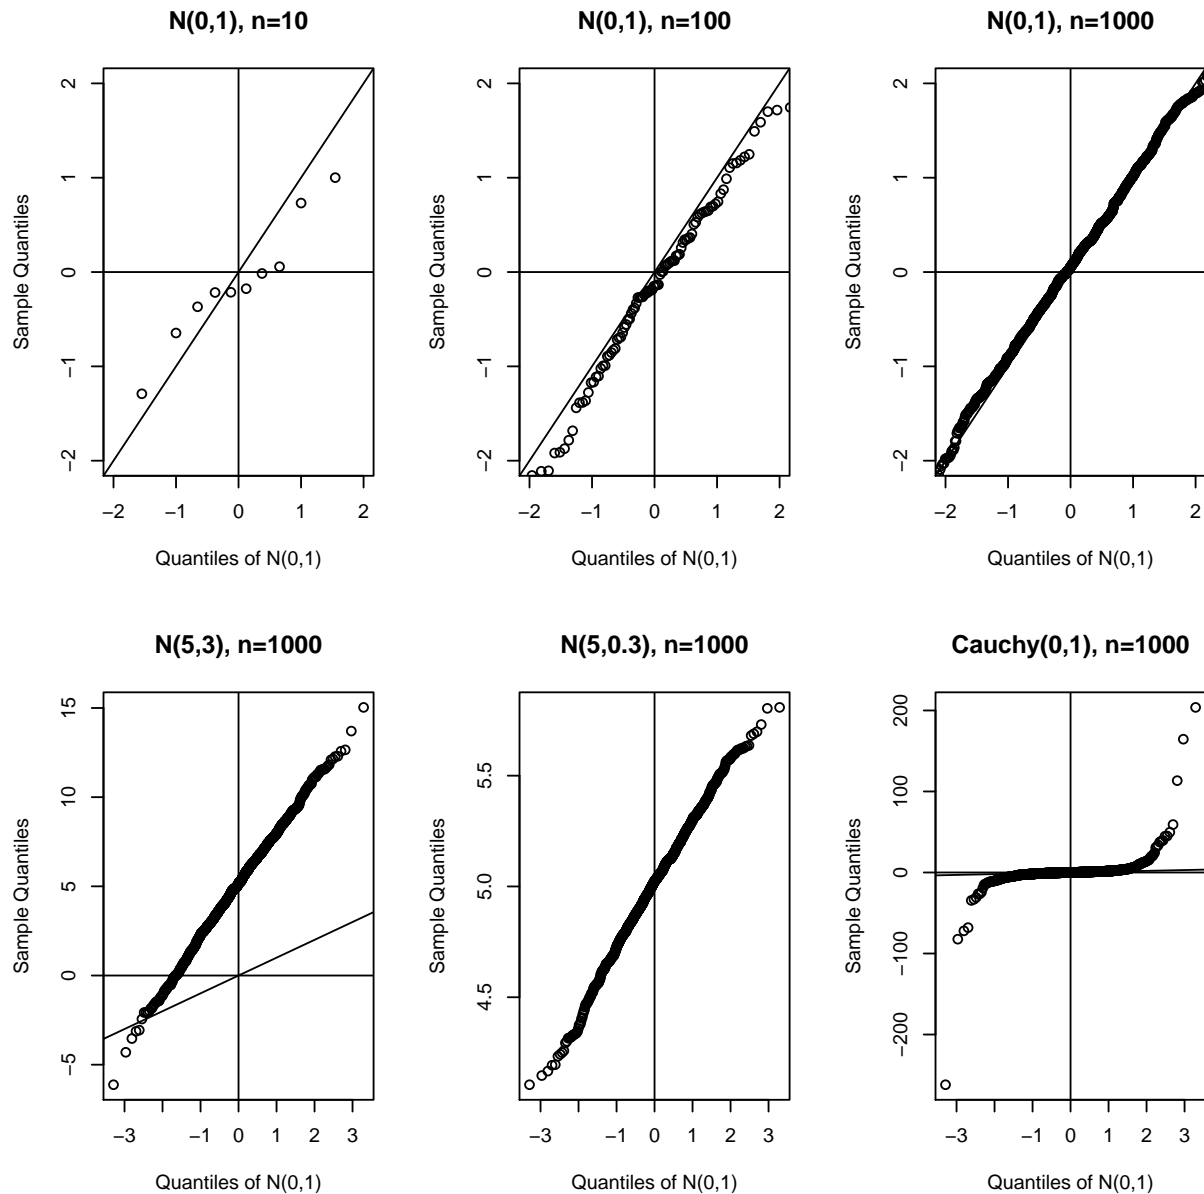 N(0,1), n=10
Sample Quantiles
2
1
0
−1
−2
−2 −1 0 1 2
Quantiles of N(0,1)
N(0,1), n=100
Sample Quantiles
2
1
0
−1
−2
−2 −1 0 1 2
Quantiles of N(0,1)
N(0,1), n=1000
Sample Quantiles
2
1
0
−1
−2
−2 −1 0 1 2
Quantiles of N(0,1)
N(5,3), n=1000
Sample Quantiles
15
10
5
0
−5
−3 −1 0 1 2 3
Quantiles of N(0,1)
N(5,0.3), n=1000
Sample Quantiles
5.5
5.0
4.5
−3 −1 0 1 2 3
Quantiles of N(0,1)
Cauchy(0,1), n=1000
Sample Quantiles
200
100
0
−100
−200
−3 −1 0 1 2 3
Quantiles of N(0,1)